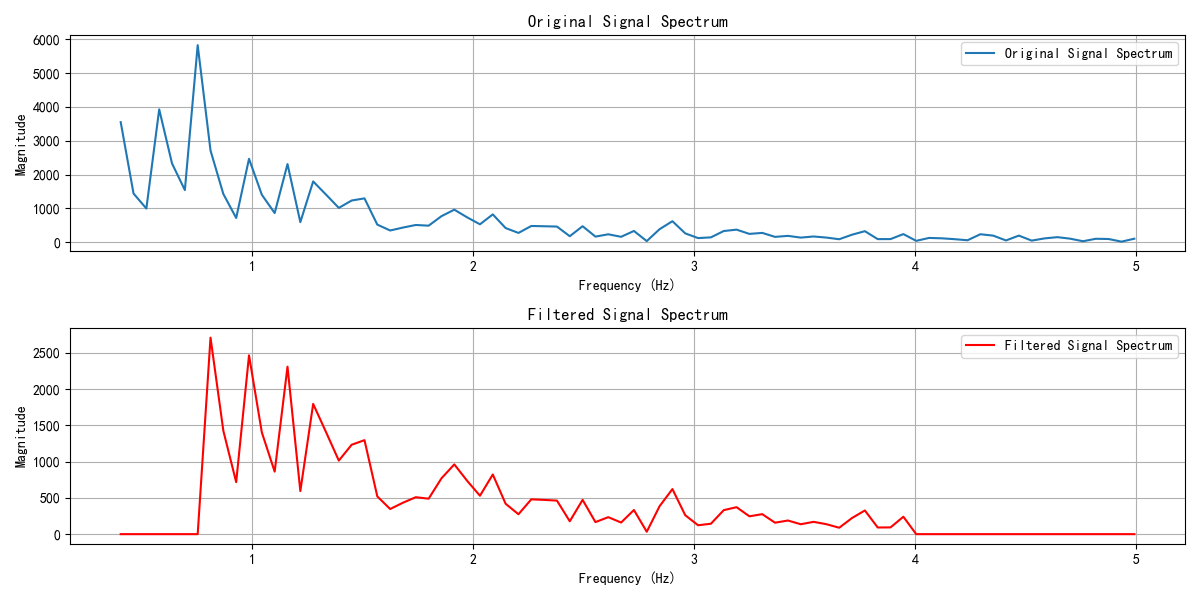 Original Signal Spectrum
6000
5000
4000
3000
2000
1000
0
Magnitude
Original Signal Spectrum
1 2 3 4 5
Frequency (Hz)
Filtered Signal Spectrum
2500
2000
1500
1000
500
0
Magnitude
Filtered Signal Spectrum
1 2 3 4 5
Frequency (Hz)